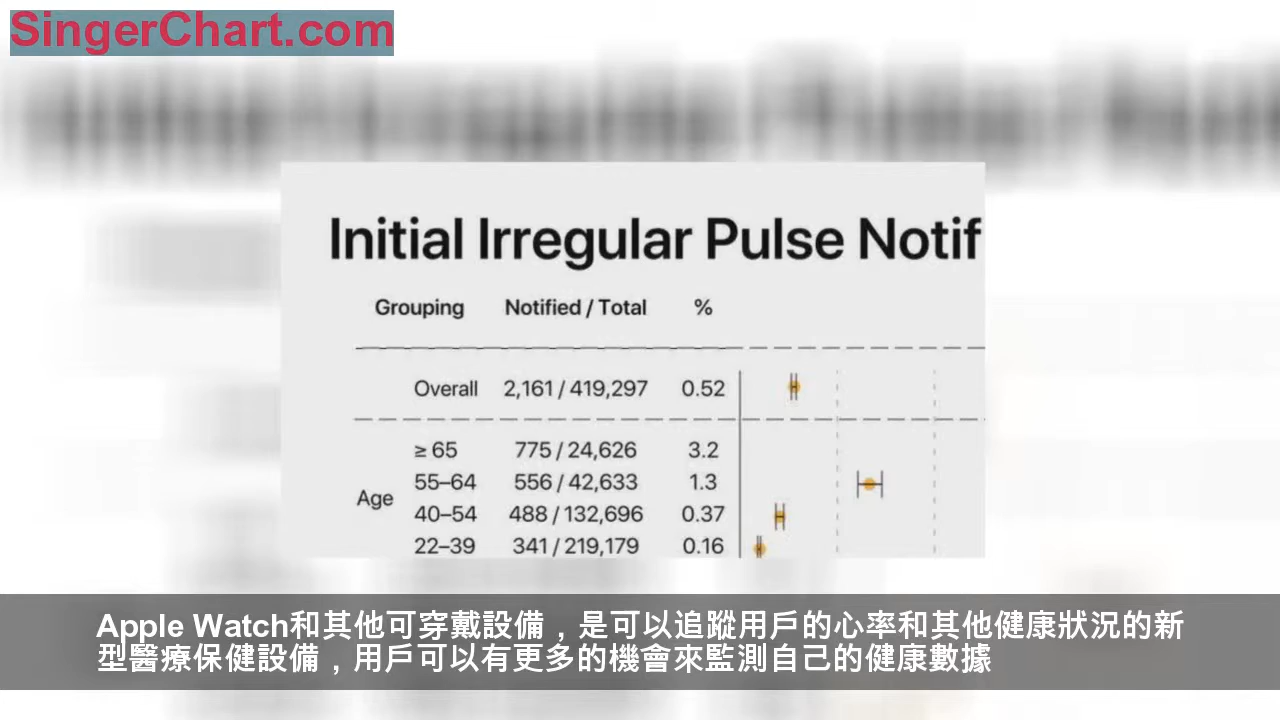 SingerChart.com
Initial Irregular Pulse Notif
Grouping Notified / Total %
Overall 2,161 / 419,297 0.52
≥ 65 775 / 24,626 3.2
55–64 556 / 42,633 1.3
Age
40–54 488 / 132,696 0.37
22–39 341 / 219,179 0.16
Apple Watch和其他可穿戴設備，是可以追蹤用戶的心率和其他健康狀況的新
型醫療保健設備，用戶可以有更多的機會來監測自己的健康數據